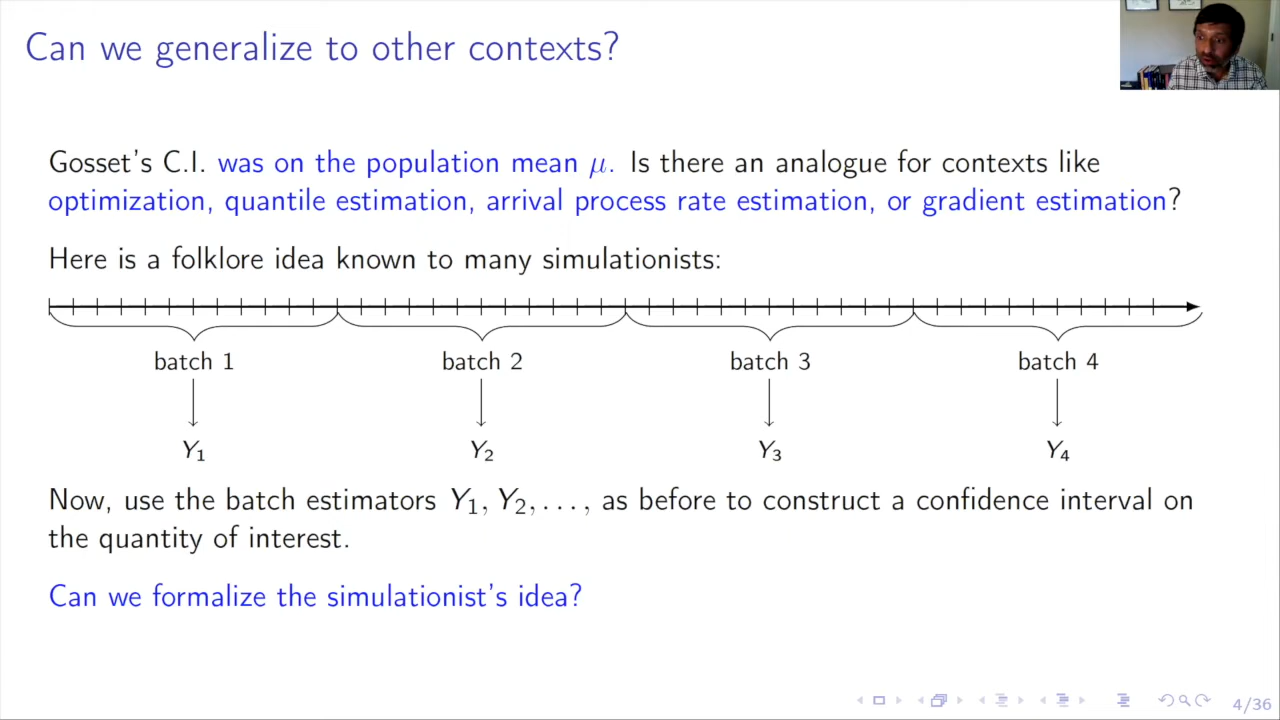 Can we generalize to other contexts?
Gosset's C.I. was on the population mean μ. Is there an analogue for contexts like
optimization, quantile estimation, arrival process rate estimation, or gradient estimation?
Here is a folklore idea known to many simulationists:
batch 1 batch 2 batch 3 batch 4
Y₁ Y₂ Y₃ Y₄
Now, use the batch estimators Y₁, Y₂, . . . , as before to construct a confidence interval on
the quantity of interest.
Can we formalize the simulationist's idea?
4/36